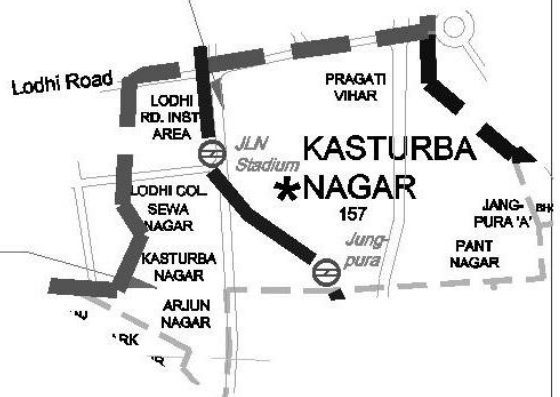 Lodhi Road
PRAGATI
VIHAR
LODHI
RD. INST
AREA
JLN
Stadium
KASTURBA
NAGAR
157
LODHI COL.
SEWA
NAGAR
JANG-
PURA 'A'
Jung-
pura
PANT
NAGAR
KASTURBA
NAGAR
ARJUN
NAGAR